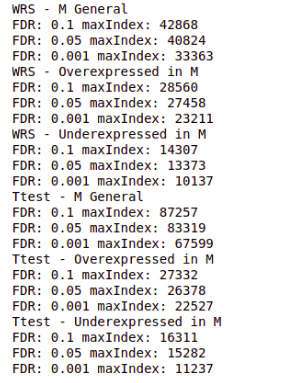 WRS - M General
FDR: 0.1 maxIndex: 42868
FDR: 0.05 maxIndex: 40824
FDR: 0.001 maxIndex: 33363
WRS - Overexpressed in M
FDR: 0.1 maxIndex: 28560
FDR: 0.05 maxIndex: 27458
FDR: 0.001 maxIndex: 23211
WRS - Underexpressed in M
FDR: 0.1 maxIndex: 14307
FDR: 0.05 maxIndex: 13373
FDR: 0.001 maxIndex: 10137
Ttest - M General
FDR: 0.1 maxIndex: 87257
FDR: 0.05 maxIndex: 83319
FDR: 0.001 maxIndex: 67599
Ttest - Overexpressed in M
FDR: 0.1 maxIndex: 27332
FDR: 0.05 maxIndex: 26378
FDR: 0.001 maxIndex: 22527
Ttest - Underexpressed in M
FDR: 0.1 maxIndex: 16311
FDR: 0.05 maxIndex: 15282
FDR: 0.001 maxIndex: 11237